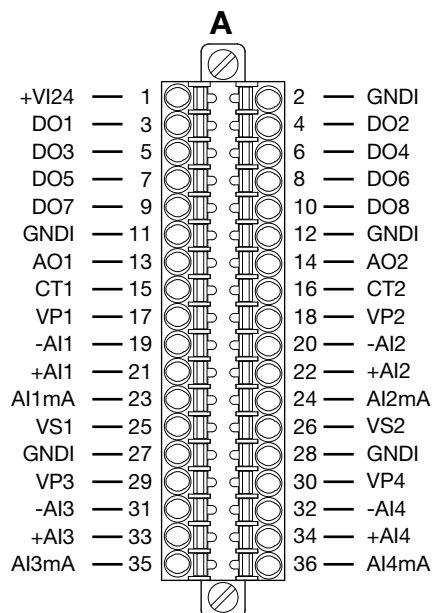 A
+VI24 — 1 2 — GNDI
DO1 — 3 4 — DO2
DO3 — 5 6 — DO4
DO5 — 7 8 — DO6
DO7 — 9 10 — DO8
GNDI — 11 12 — GNDI
AO1 — 13 14 — AO2
CT1 — 15 16 — CT2
VP1 — 17 18 — VP2
-AI1 — 19 20 — -AI2
+AI1 — 21 22 — +AI2
AI1mA — 23 24 — AI2mA
VS1 — 25 26 — VS2
GNDI — 27 28 — GNDI
VP3 — 29 30 — VP4
-AI3 — 31 32 — -AI4
+AI3 — 33 34 — +AI4
AI3mA — 35 36 — AI4mA